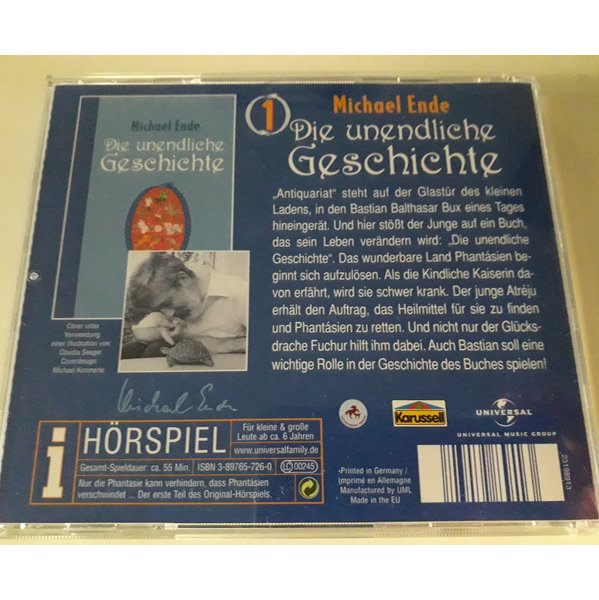 Michael Ende
Die unendliche
Geschichte
Cover unter
Verwendung
einer Illustration von
Claudia Seeger
Coverdesign:
Michael Kimmerle
Michael Ende
1
Michael Ende
Die unendliche
Geschichte
„Antiquariat“ steht auf der Glastür des kleinen
Ladens, in den Bastian Balthasar Bux eines Tages
hineingerät. Und hier stößt der Junge auf ein Buch,
das sein Leben verändern wird: „Die unendliche
Geschichte“. Das wunderbare Land Phantásien be-
ginnt sich aufzulösen. Als die Kindliche Kaiserin da-
von erfährt, wird sie schwer krank. Der junge Atréju
erhält den Auftrag, das Heilmittel für sie zu finden
und Phantásien zu retten. Und nicht nur der Glücks-
drache Fuchur hilft ihm dabei. Auch Bastian soll eine
wichtige Rolle in der Geschichte des Buches spielen!
i
HÖRSPIEL
Für kleine & große
Leute ab ca. 6 Jahren
www.universalfamily.de
Gesamt-Spieldauer: ca. 55 Min.
ISBN 3-89765-726-0
LC 00245
Nur die Phantasie kann verhindern, dass Phantásien
verschwindet ... Der erste Teil des Original-Hörspiels.
Karussell
UNIVERSAL
UNIVERSAL MUSIC GROUP
Printed in Germany /
Imprimé en Allemagne
Manufactured by UML
Made in the EU